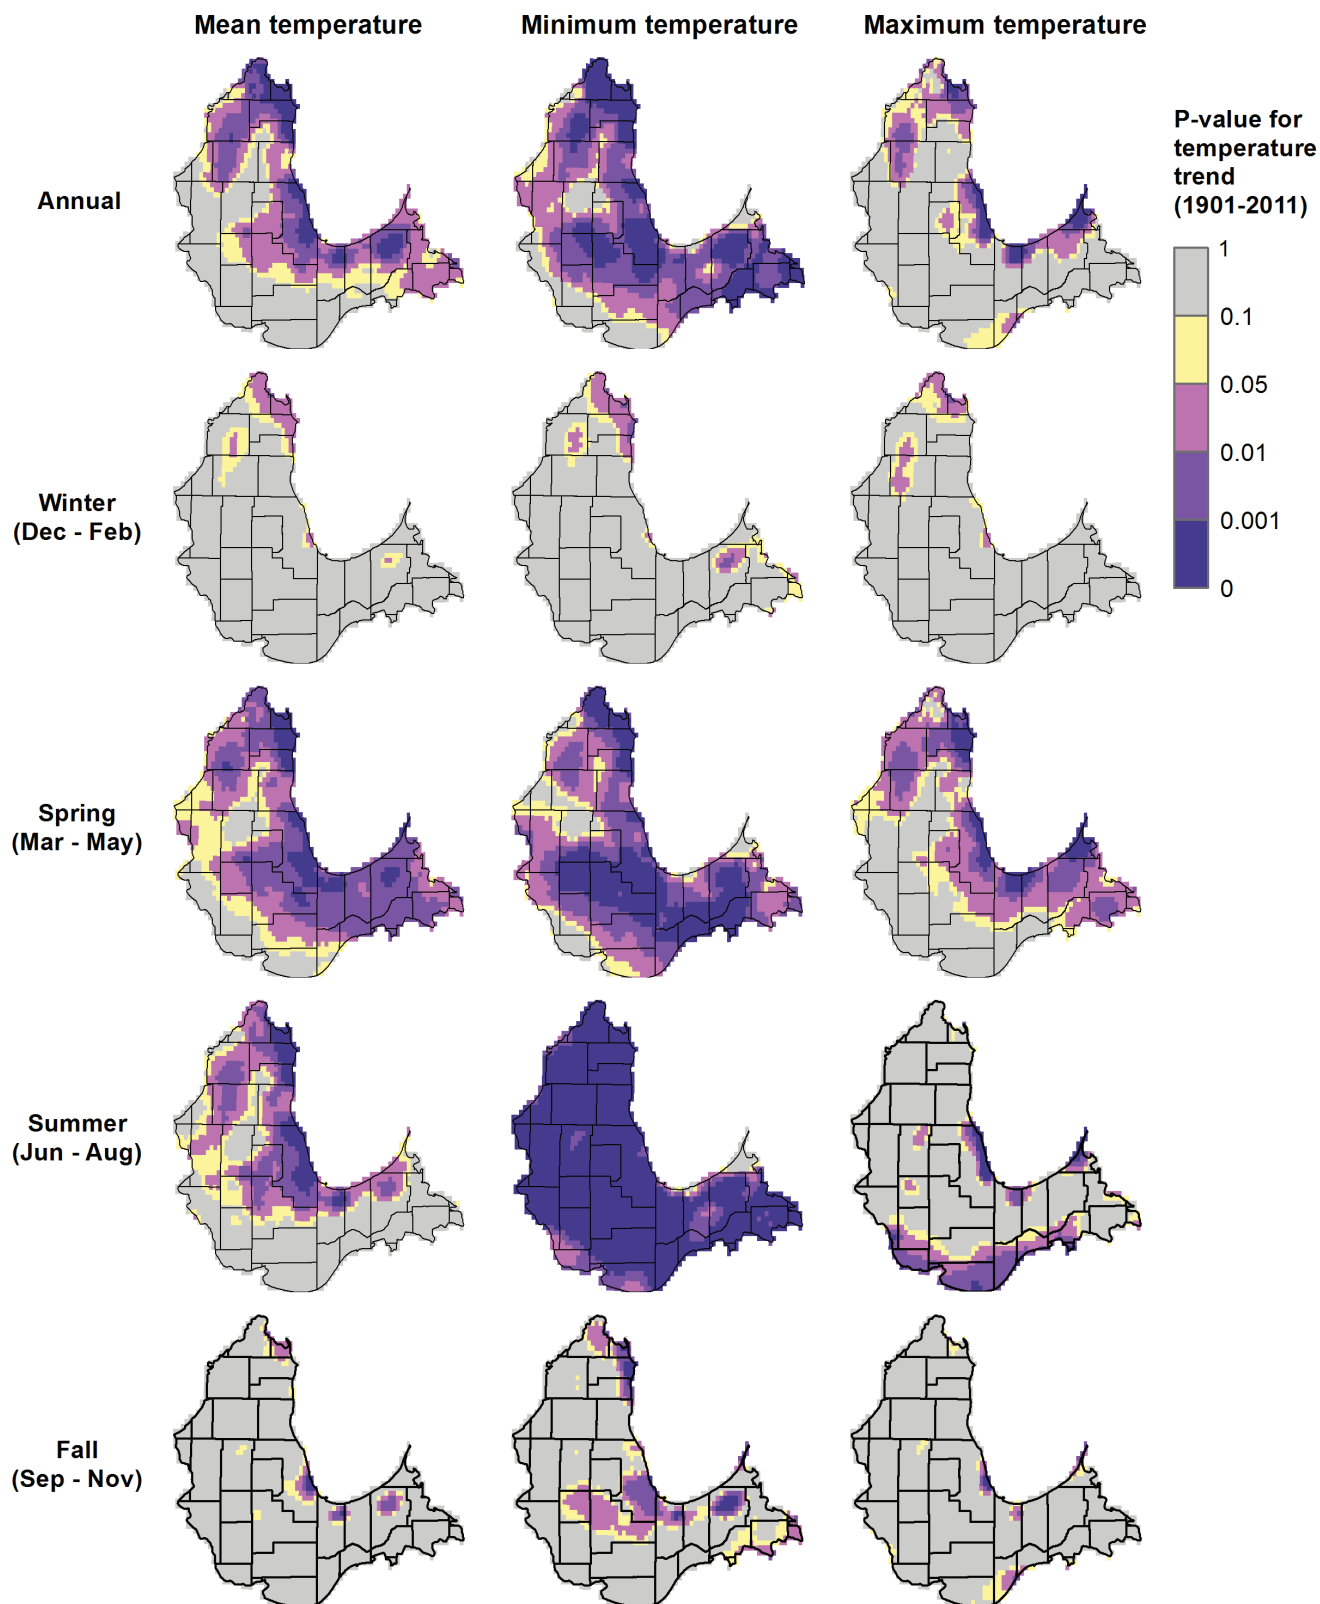 Mean temperature
Minimum temperature
Maximum temperature
P-value for
temperature
trend
(1901-2011)
1
0.1
0.05
0.01
0.001
0
Annual
Winter
(Dec - Feb)
Spring
(Mar - May)
Summer
(Jun - Aug)
Fall
(Sep - Nov)